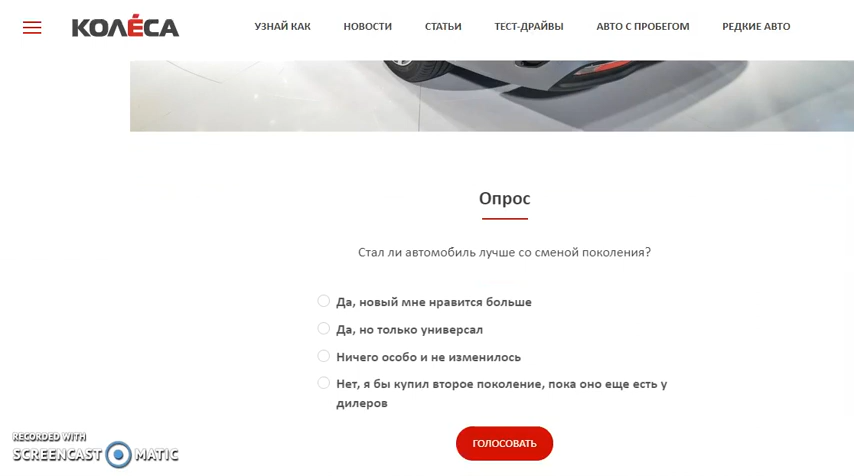 КОЛЁСА
УЗНАЙ КАК НОВОСТИ СТАТЬИ ТЕСТ-ДРАЙВЫ АВТО С ПРОБЕГОМ РЕДКИЕ АВТО
Опрос
Стал ли автомобиль лучше со сменой поколения?
Да, новый мне нравится больше
Да, но только универсал
Ничего особо и не изменилось
Нет, я бы купил второе поколение, пока оно еще есть у
дилеров
ГОЛОСОВАТЬ
RECORDED WITH
SCREENCAST MATIC